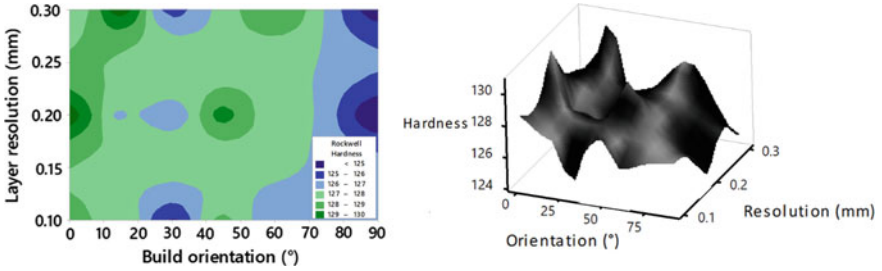 Layer resolution (mm)
0.30
0.25
0.20
0.15
0.10
0 10 20 30 40 50 60 70 80 90
Build orientation (°)
Rockwell
Hardness
< 125
125 – 126
126 – 127
127 – 128
128 – 129
129 – 130
Hardness
130
128
126
124
0
25
50
75
Orientation (°)
0.1
0.2
0.3
Resolution (mm)